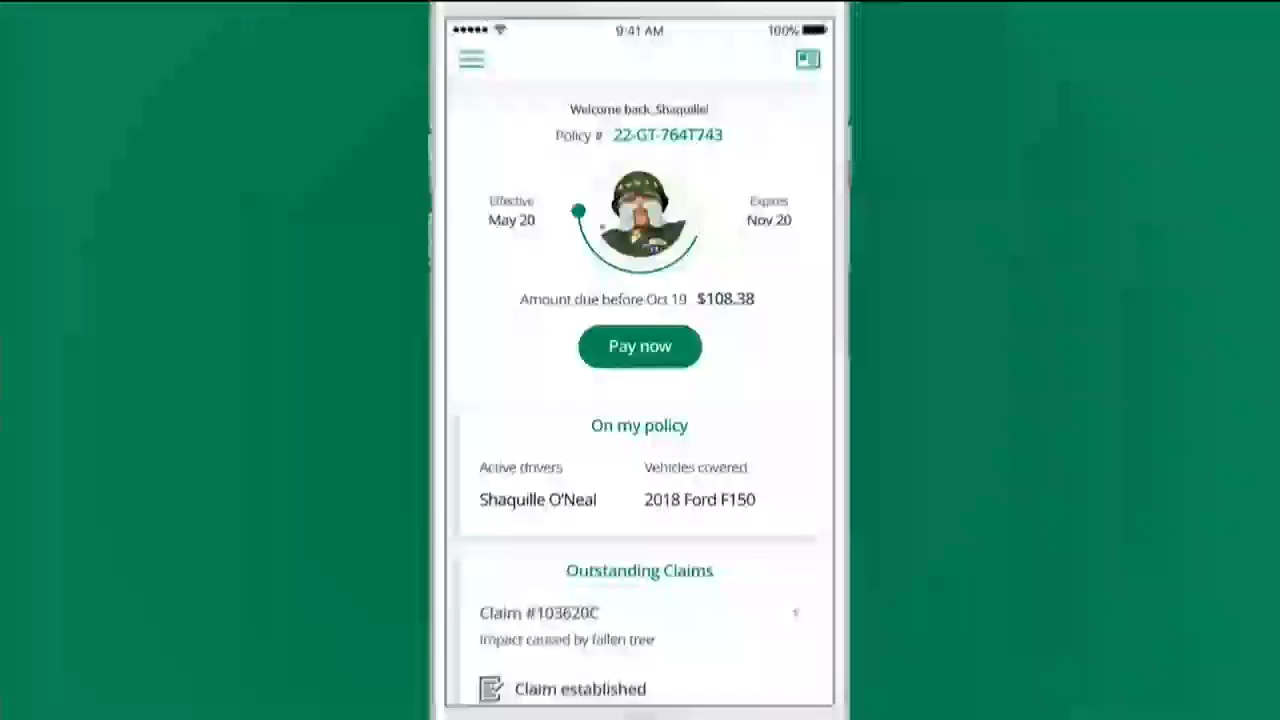 9:41 AM
100%
Welcome back, Shaquille!
Policy # 22-GT-764T743
Effective
May 20
Expires
Nov 20
Amount due before Oct 19 $108.38
Pay now
On my policy
Active drivers
Vehicles covered
Shaquille O'Neal
2018 Ford F150
Outstanding Claims
Claim #103620C
Impact caused by fallen tree
Claim established